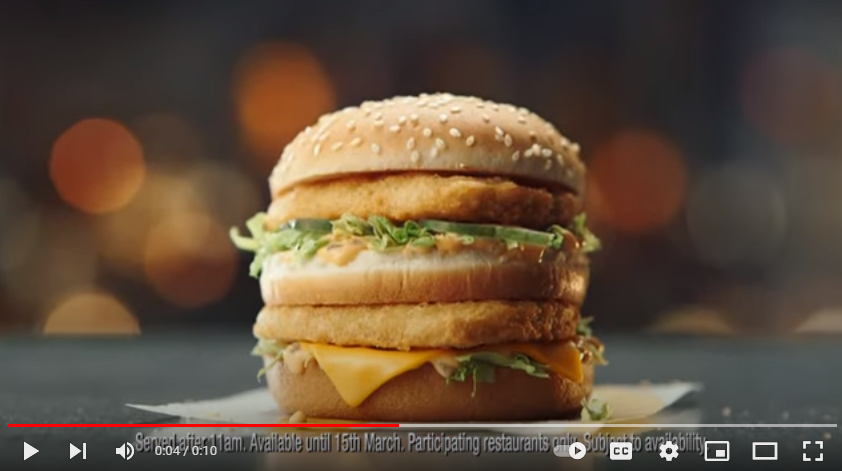 Served after 11am. Available until 15th March. Participating restaurants only. Subject to availability.
0:04 / 0:10
CC